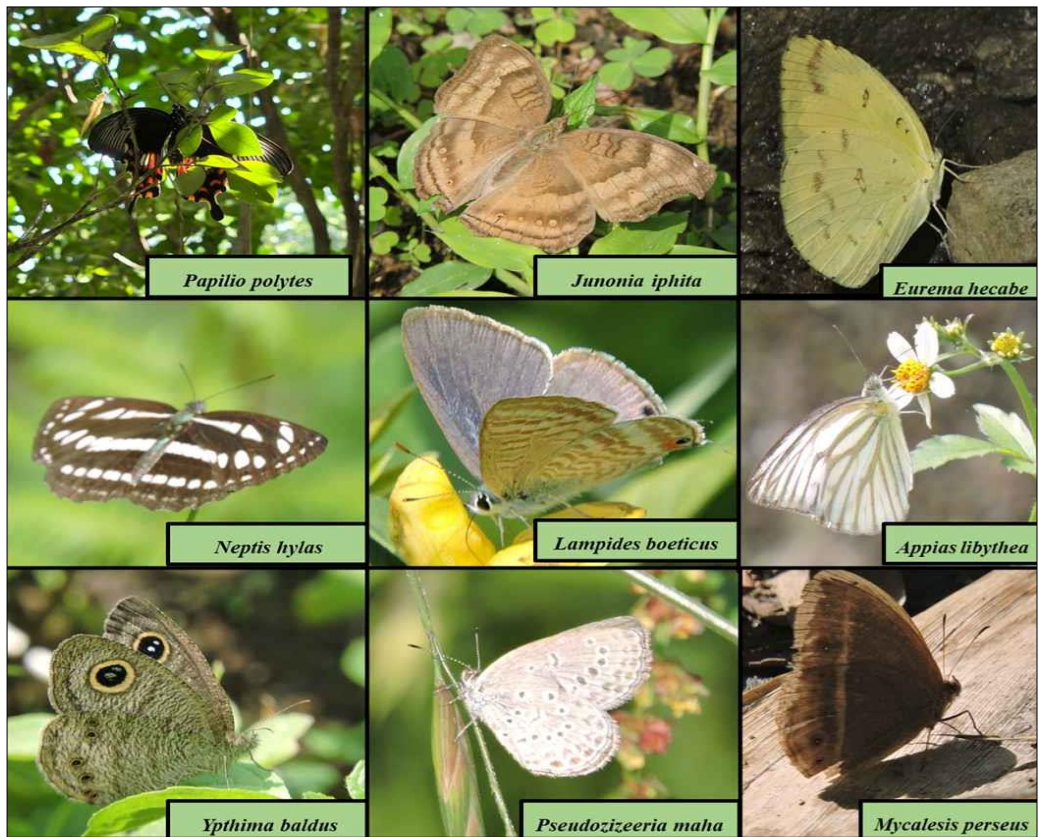 Papilio polytes
Junonia iphita
Eurema hecabe
Neptis hylas
Lampides boeticus
Appias libythea
Ypthima baldus
Pseudozizeeria maha
Mycalesis perseus